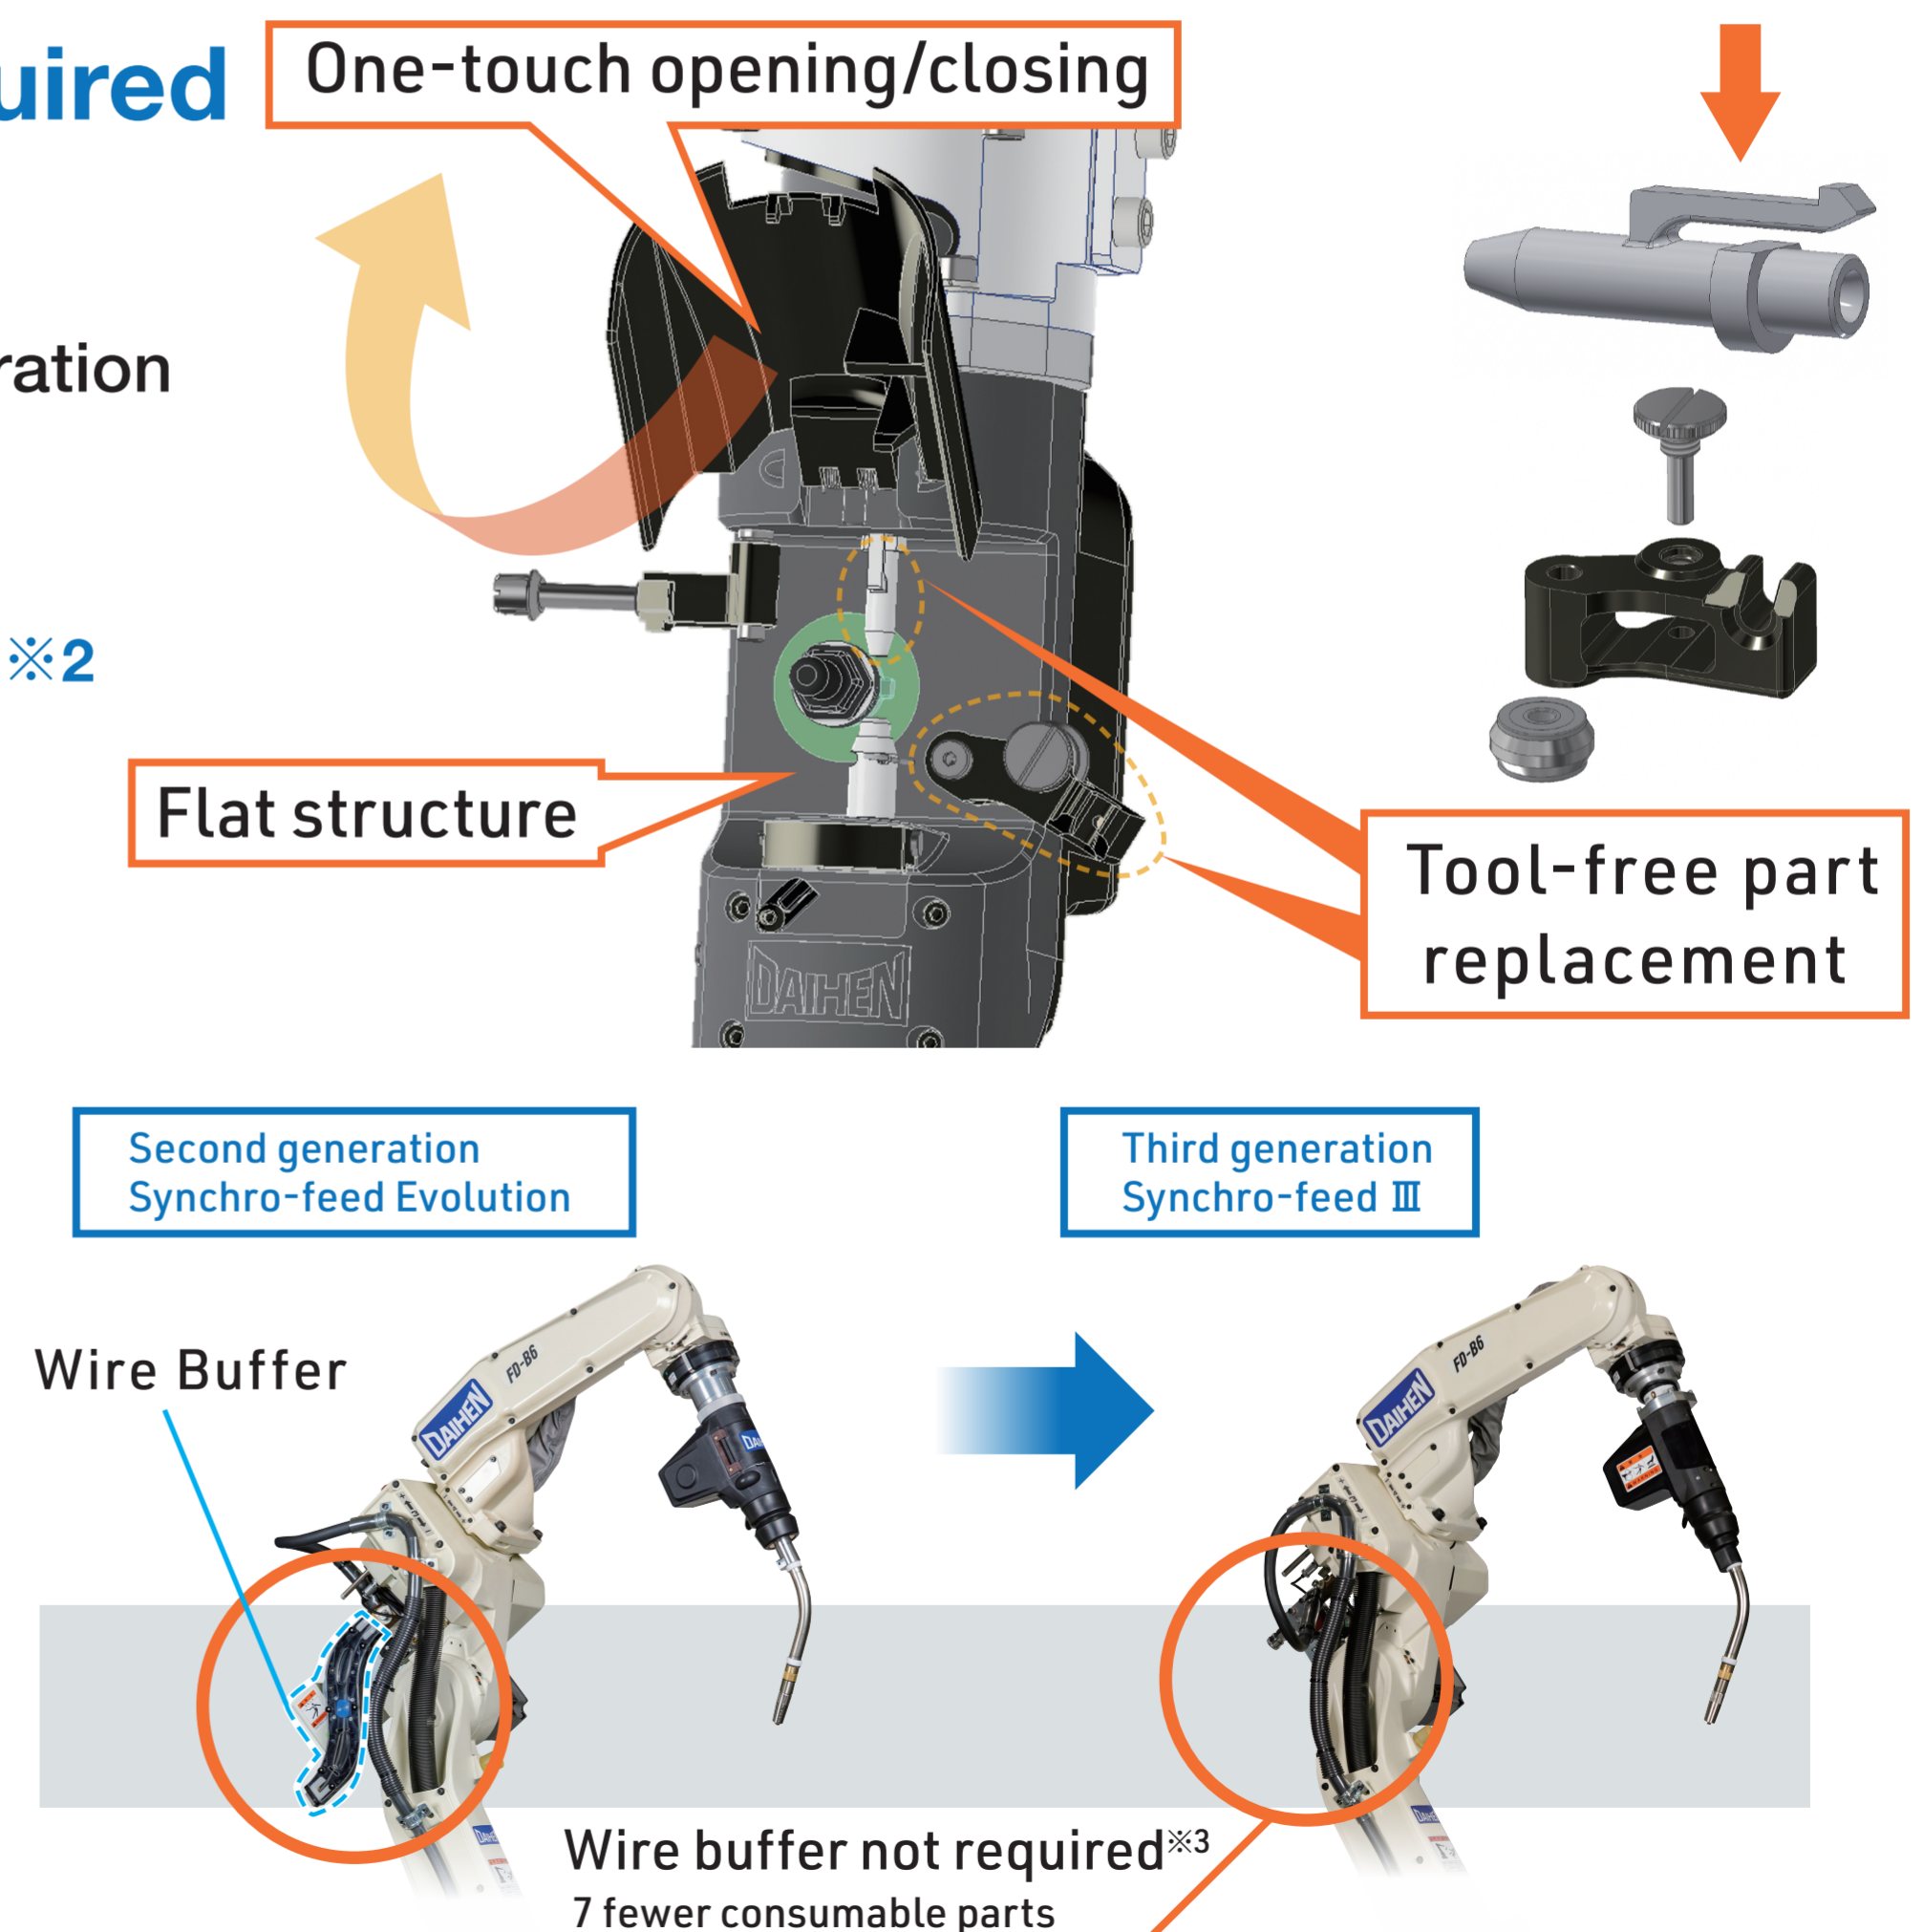 uired
One-touch opening/closing
ration
※2
Flat structure
Tool-free part
replacement
DAIHEN
Second generation
Synchro-feed Evolution
Third generation
Synchro-feed Ⅲ
Wire Buffer
FD-B6
DAIHEN
FD-B6
DAIHEN
Wire buffer not required※3
7 fewer consumable parts